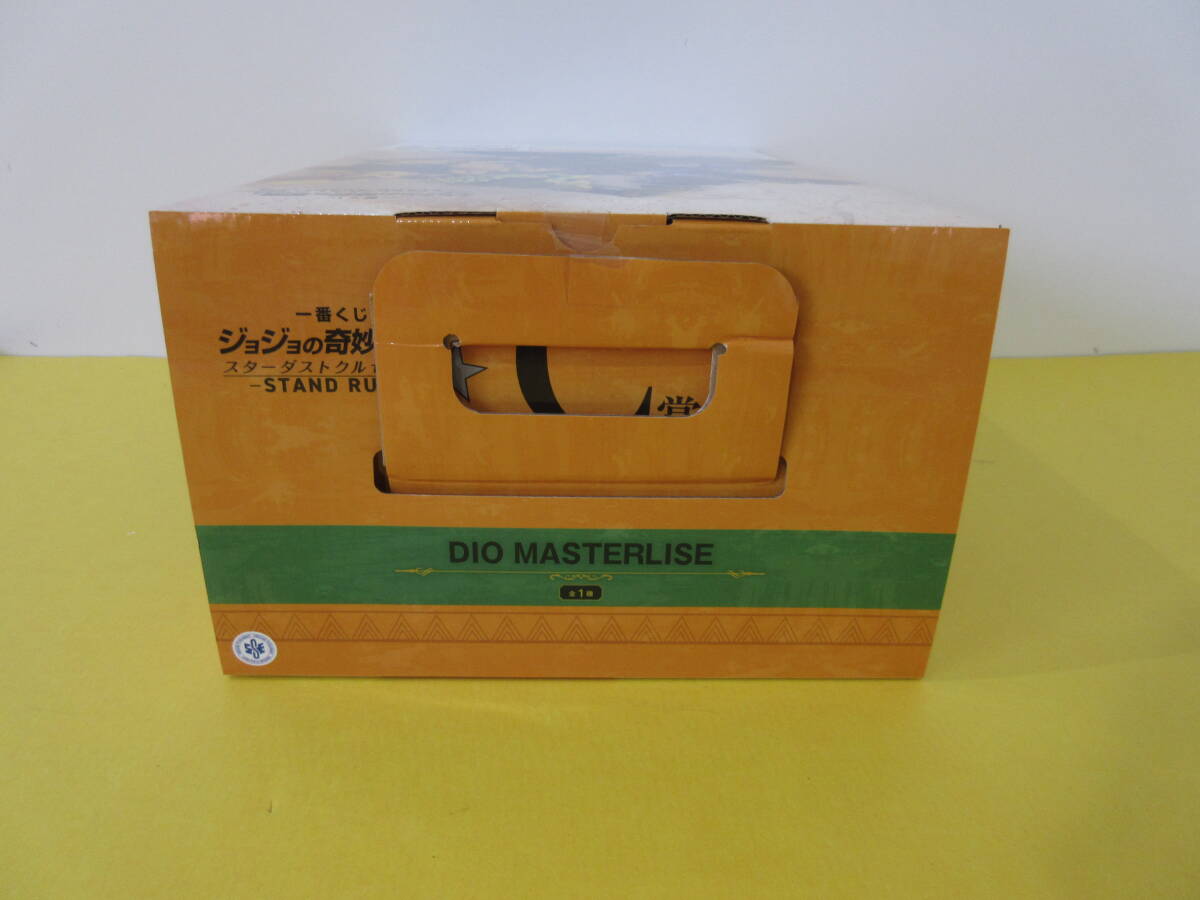 一番くじ
ジョジョの奇妙
スターダストクル
-STAND RU
賞
DIO MASTERLISE
全1種